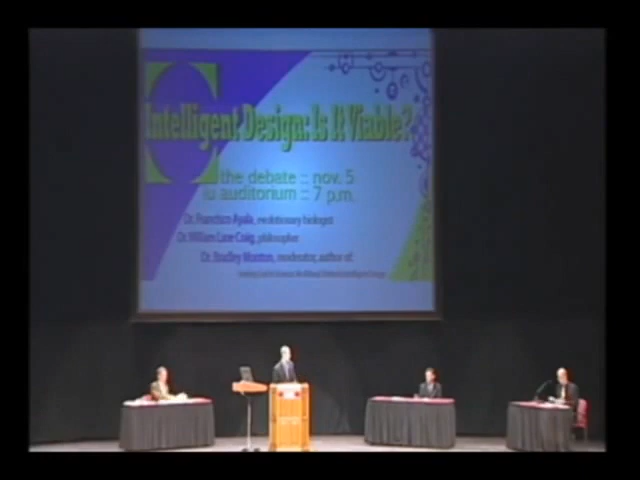 Intelligent Design: Is It Viable?
the debate :: nov. 5
iu auditorium :: 7 p.m.
Dr. Francisco Ayala, evolutionary biologist
Dr. William Lane Craig, philosopher
Dr. Bradley Monton, moderator, author of: